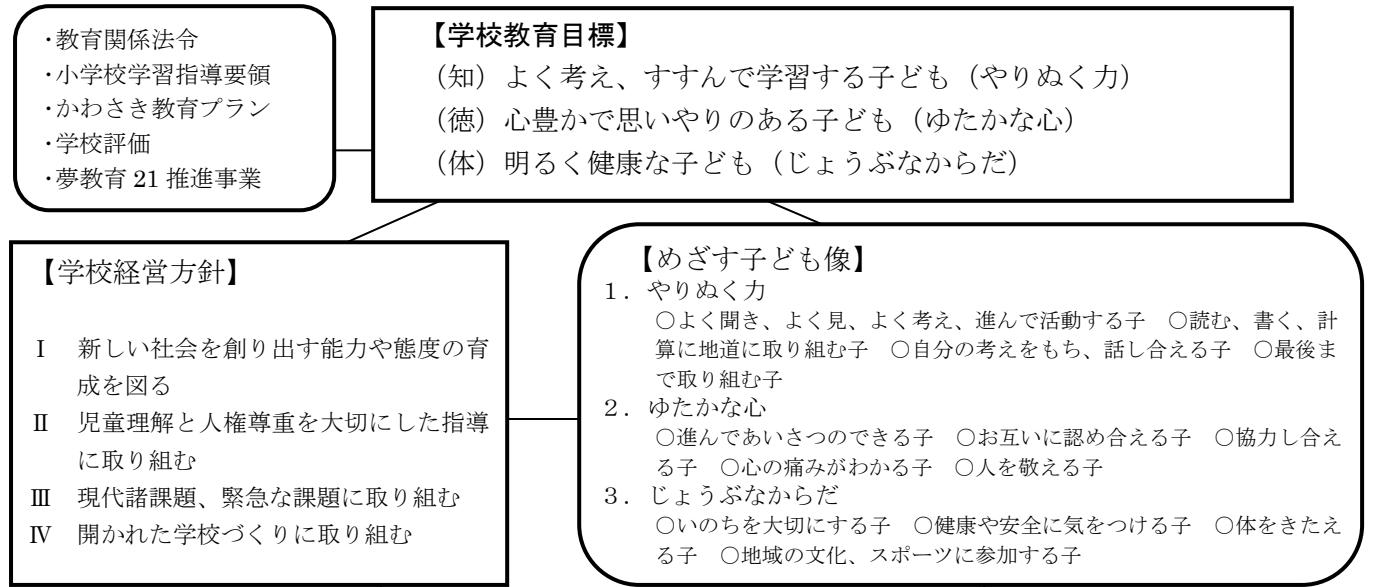 ・教育関係法令
・小学校学習指導要領
・かわさき教育プラン
・学校評価
・夢教育 21 推進事業
【学校教育目標】
（知）よく考え、すすんで学習する子ども（やりぬく力）
（徳）心豊かで思いやりのある子ども（ゆたかな心）
（体）明るく健康な子ども（じょうぶなからだ）
【学校経営方針】
Ⅰ　新しい社会を創り出す能力や態度の育
成を図る
Ⅱ　児童理解と人権尊重を大切にした指導
に取り組む
Ⅲ　現代諸課題、緊急な課題に取り組む
Ⅳ　開かれた学校づくりに取り組む
【めざす子ども像】
１．やりぬく力
○よく聞き、よく見、よく考え、進んで活動する子　○読む、書く、計
算に地道に取り組む子　○自分の考えをもち、話し合える子　○最後ま
で取り組む子
２．ゆたかな心
○進んであいさつのできる子　○お互いに認め合える子　○協力し合え
る子　○心の痛みがわかる子　○人を敬える子
３．じょうぶなからだ
○いのちを大切にする子　○健康や安全に気をつける子　○体をきたえ
る子　○地域の文化、スポーツに参加する子